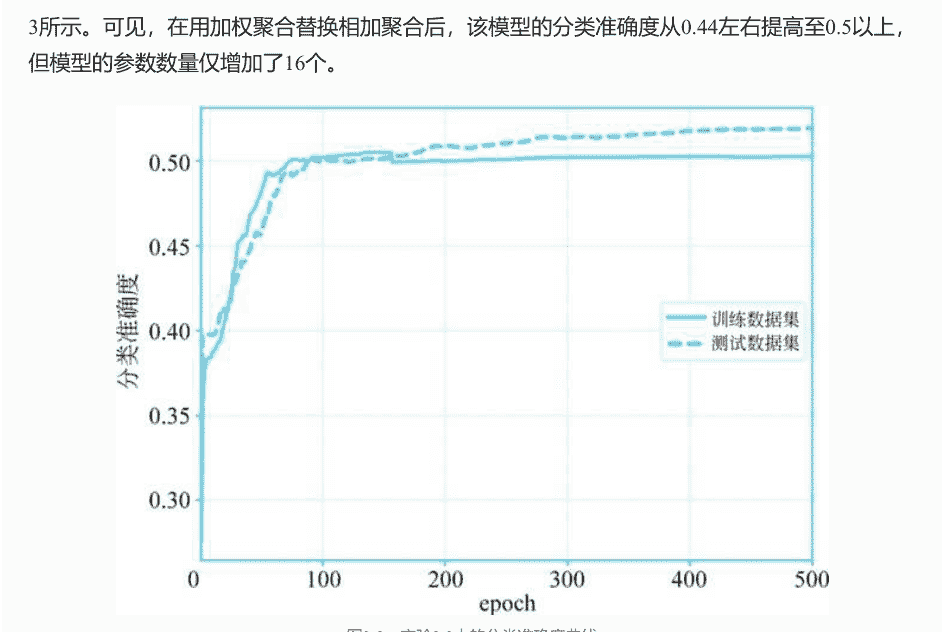 3所示。可见，在用加权聚合替换相加聚合后，该模型的分类准确度从0.44左右提高至0.5以上，
但模型的参数数量仅增加了16个。
0.50
0.45
0.40
0.35
0.30
分类准确度
训练数据集
测试数据集
0 100 200 300 400 500
epoch